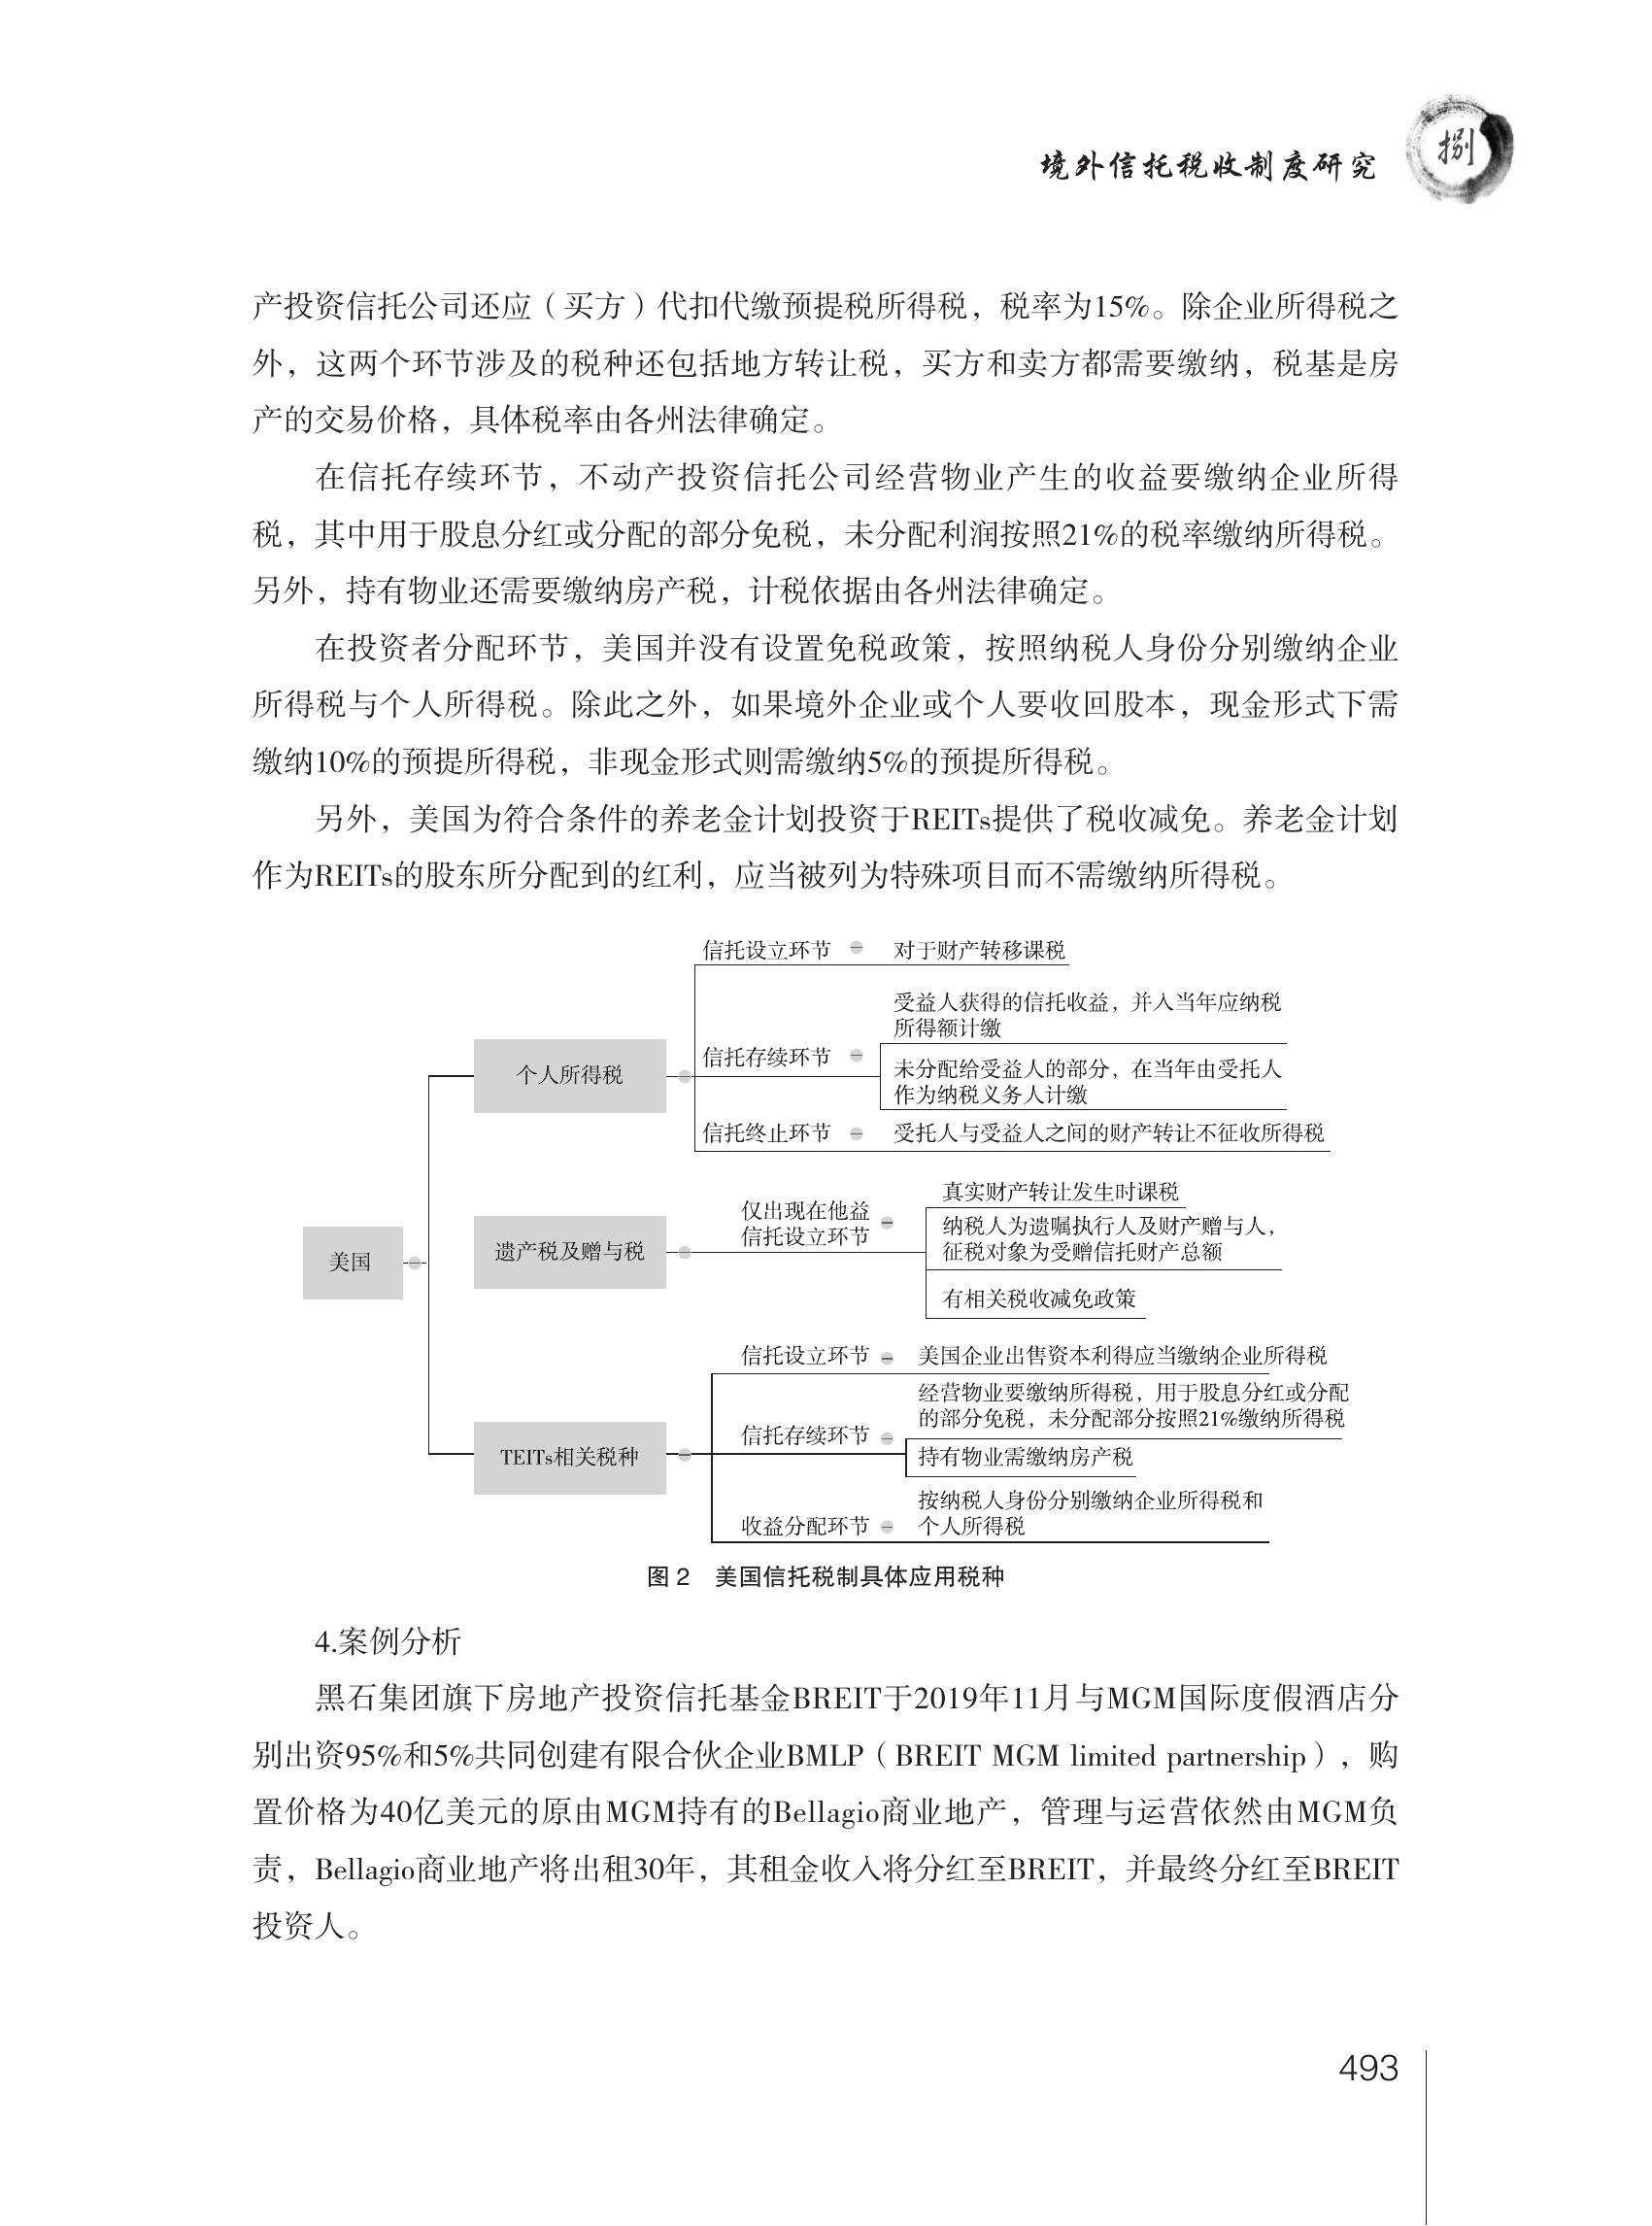 境外信托税收制度研究
捌
产投资信托公司还应（买方）代扣代缴预提税所得税，税率为15%。除企业所得税之
外，这两个环节涉及的税种还包括地方转让税，买方和卖方都需要缴纳，税基是房
产的交易价格，具体税率由各州法律确定。
在信托存续环节，不动产投资信托公司经营物业产生的收益要缴纳企业所得
税，其中用于股息分红或分配的部分免税，未分配利润按照21%的税率缴纳所得税。
另外，持有物业还需要缴纳房产税，计税依据由各州法律确定。
在投资者分配环节，美国并没有设置免税政策，按照纳税人身份分别缴纳企业
所得税与个人所得税。除此之外，如果境外企业或个人要收回股本，现金形式下需
缴纳10%的预提所得税，非现金形式则需缴纳5%的预提所得税。
另外，美国为符合条件的养老金计划投资于REITs提供了税收减免。养老金计划
作为REITs的股东所分配到的红利，应当被列为特殊项目而不需缴纳所得税。
美国
个人所得税
信托设立环节
对于财产转移课税
信托存续环节
受益人获得的信托收益，并入当年应纳税
所得额计缴
未分配给受益人的部分，在当年由受托人
作为纳税义务人计缴
信托终止环节
受托人与受益人之间的财产转让不征收所得税
遗产税及赠与税
仅出现在他益
信托设立环节
真实财产转让发生时课税
纳税人为遗嘱执行人及财产赠与人，
征税对象为受赠信托财产总额
有相关税收减免政策
TEITs相关税种
信托设立环节
美国企业出售资本利得应当缴纳企业所得税
信托存续环节
经营物业要缴纳所得税，用于股息分红或分配
的部分免税，未分配部分按照21%缴纳所得税
持有物业需缴纳房产税
收益分配环节
按纳税人身份分别缴纳企业所得税和
个人所得税
图 2 美国信托税制具体应用税种
4.案例分析
黑石集团旗下房地产投资信托基金BREIT于2019年11月与MGM国际度假酒店分
别出资95%和5%共同创建有限合伙企业BMLP（BREIT MGM limited partnership），购
置价格为40亿美元的原由MGM持有的Bellagio商业地产，管理与运营依然由MGM负
责，Bellagio商业地产将出租30年，其租金收入将分红至BREIT，并最终分红至BREIT
投资人。
493